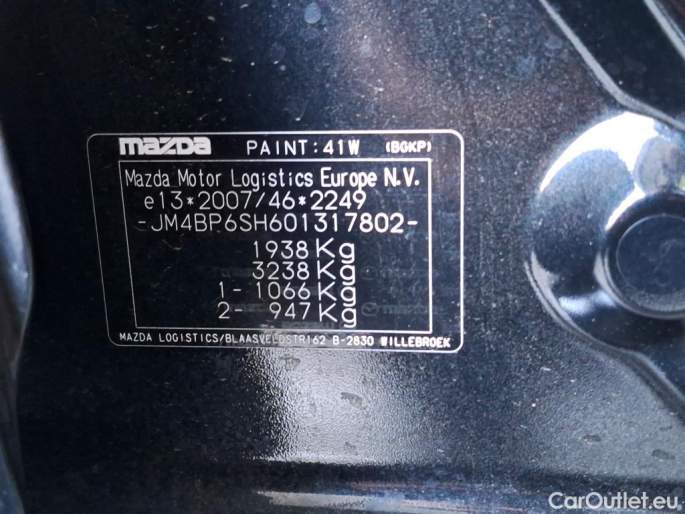 mazda PAINT: 41W (BGKP)
Mazda Motor Logistics Europe N.V.
e13*2007/46*2249
-JM4BP6SH601317802-
1938 Kg
3238 Kg
1- 1066 Kg
2- 947 Kg
MAZDA LOGISTICS/BLAASVELDSTR162 B-2830 WILLEBROEK
CarOutlet.eu